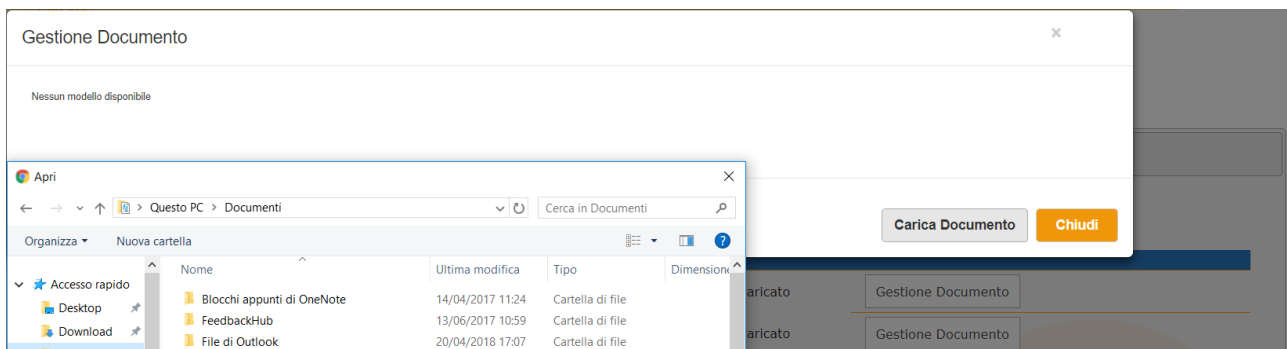 Gestione Documento
Nessun modello disponibile
Apri
Questo PC > Documenti
Cerca in Documenti
Carica Documento
Chiudi
Organizza
Nuova cartella
Nome Ultima modifica Tipo Dimensione
Accesso rapido
Desktop
Download
Blocchi appunti di OneNote 14/04/2017 11:24 Cartella di file
FeedbackHub 13/06/2017 10:59 Cartella di file
File di Outlook 20/04/2018 17:07 Cartella di file
aricato Gestione Documento
aricato Gestione Documento